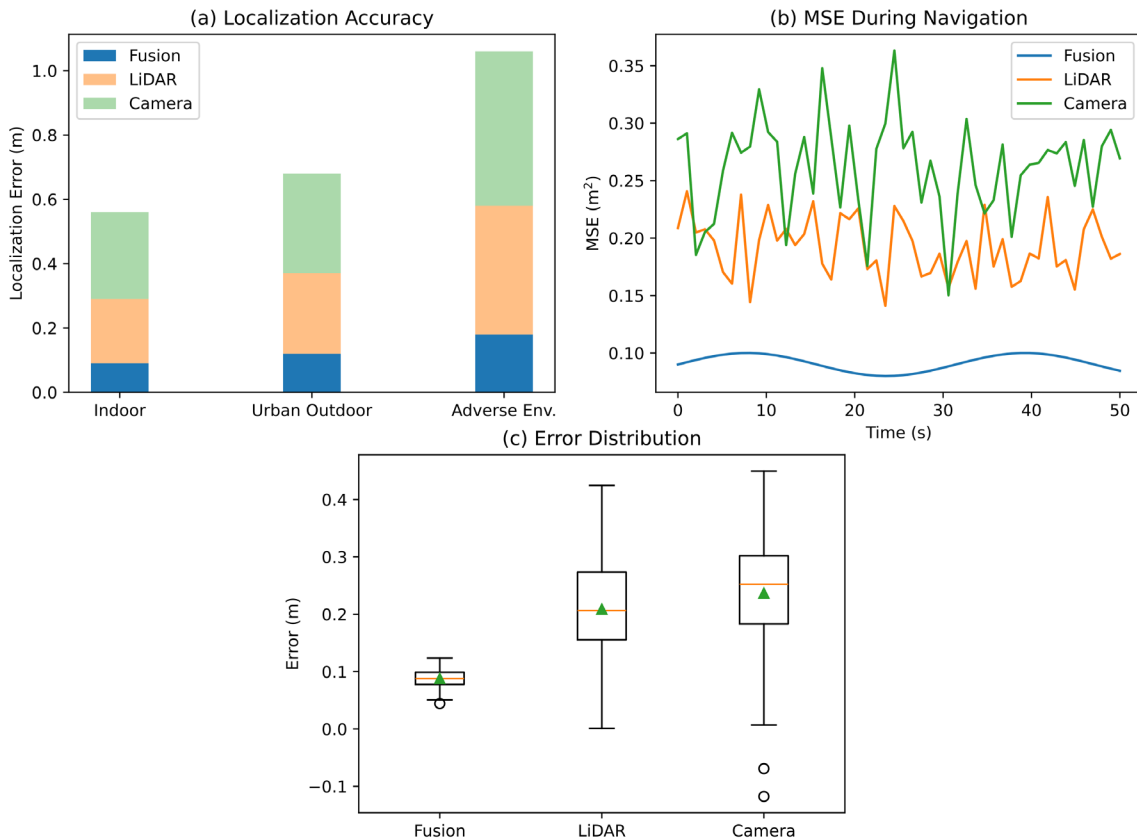 (a) Localization Accuracy
Localization Error (m)
1.0
0.8
0.6
0.4
0.2
0.0
Fusion
LiDAR
Camera
Indoor
Urban Outdoor
Adverse Env.
(b) MSE During Navigation
MSE (m²)
0.35
0.30
0.25
0.20
0.15
0.10
Fusion
LiDAR
Camera
0
10
20
30
40
50
Time (s)
(c) Error Distribution
Error (m)
0.4
0.3
0.2
0.1
0.0
−0.1
Fusion
LiDAR
Camera